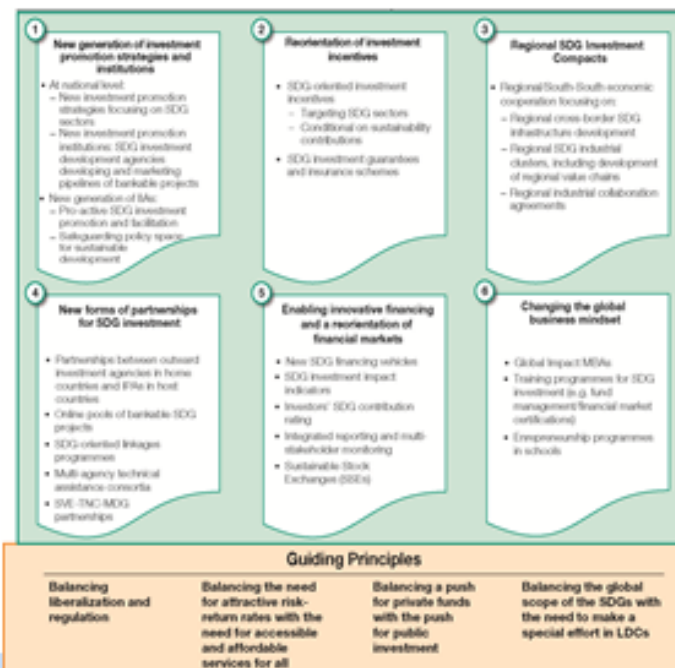 1
New generation of investment
promotion strategies and
institutions
• At national level:
– New investment promotion
strategies focusing on SDG
sectors
– New investment promotion
institutions: SDG investment
development agencies
developing and marketing
pipelines of bankable projects
• New generation of IIAs:
– Pro-active SDG investment
promotion and facilitation
– Safeguarding policy space
for sustainable
development
2
Reorientation of investment
incentives
• SDG-oriented investment
incentives
– Targeting SDG sectors
– Conditional on sustainability
contributions
• SDG investment guarantees
and insurance schemes
3
Regional SDG Investment
Compacts
• Regional/South-South economic
cooperation focusing on:
– Regional cross-border SDG
infrastructure development
– Regional SDG industrial
clusters, including development
of regional value chains
– Regional industrial collaboration
agreements
4
New forms of partnerships
for SDG investment
• Partnerships between outward
investment agencies in home
countries and IPAs in host
countries
• Online pools of bankable SDG
projects
• SDG-oriented linkages
programmes
• Multi-agency technical
assistance consortia
• SVE-TNC-MDG
partnerships
5
Enabling innovative financing
and a reorientation of
financial markets
• New SDG financing vehicles
• SDG investment impact
indicators
• Investors' SDG contribution
rating
• Integrated reporting and multi-
stakeholder monitoring
• Sustainable Stock
Exchanges (SSEs)
6
Changing the global
business mindset
• Global Impact MBAs
• Training programmes for SDG
investment (e.g. fund
management/financial market
certifications)
• Enrepreneurship programmes
in schools
Guiding Principles
Balancing
liberalization and
regulation
Balancing the need
for attractive risk-
return rates with the
need for accessible
and affordable
services for all
Balancing a push
for private funds
with the push
for public
investment
Balancing the global
scope of the SDGs with
the need to make a
special effort in LDCs